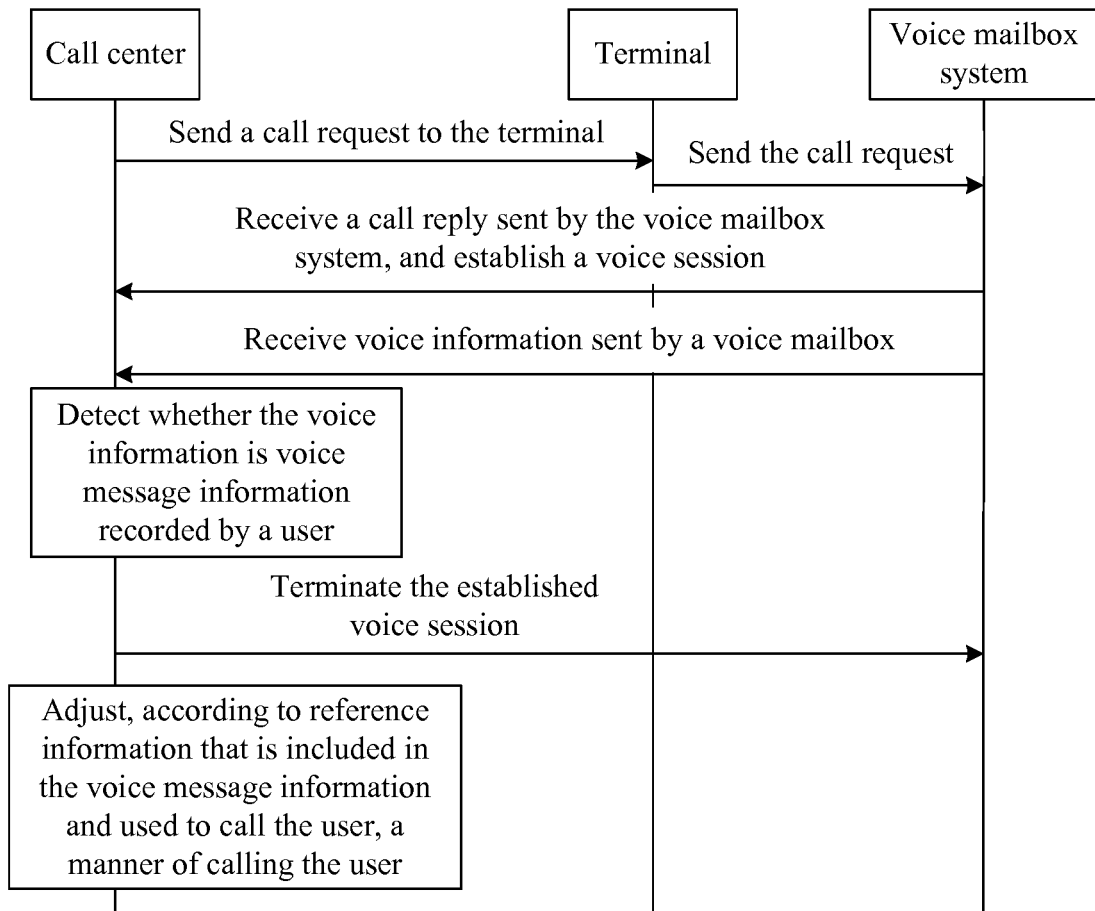 Call center
Terminal
Voice mailbox
system
Send a call request to the terminal
Send the call request
Receive a call reply sent by the voice mailbox
system, and establish a voice session
Receive voice information sent by a voice mailbox
Detect whether the voice
information is voice
message information
recorded by a user
Terminate the established
voice session
Adjust, according to reference
information that is included in
the voice message information
and used to call the user, a
manner of calling the user